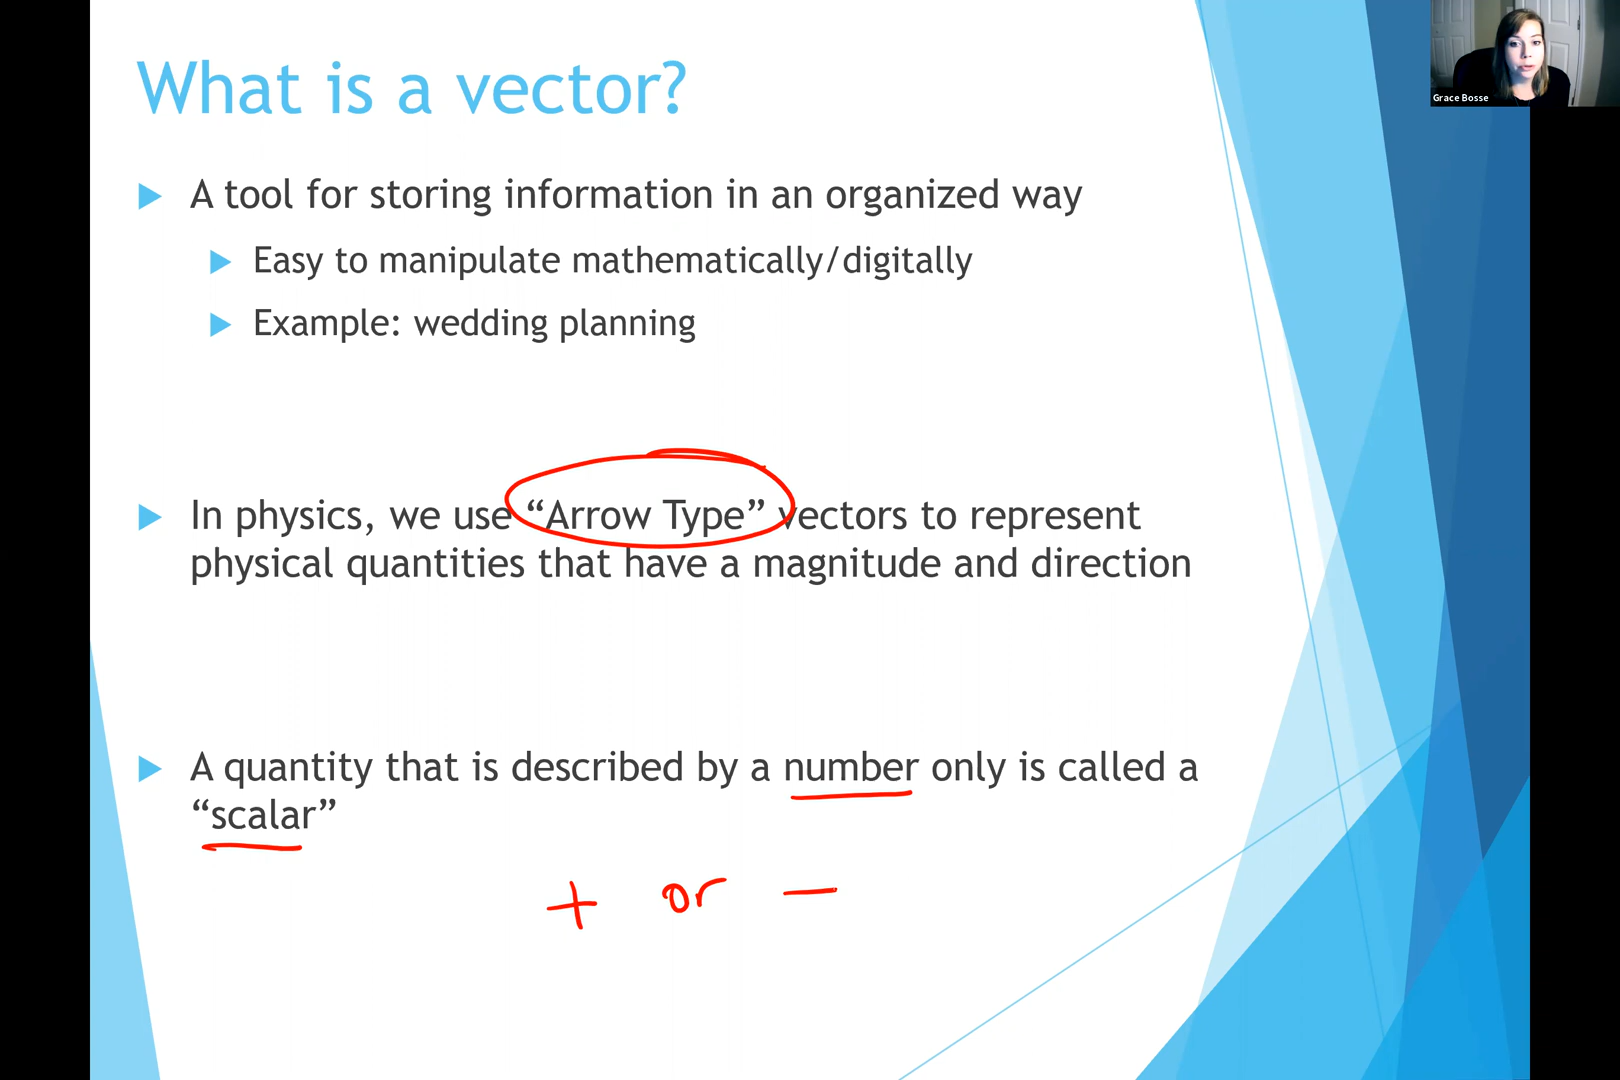 What is a vector?
Grace Bosse
A tool for storing information in an organized way
Easy to manipulate mathematically/digitally
Example: wedding planning
In physics, we use “Arrow Type” vectors to represent
physical quantities that have a magnitude and direction
A quantity that is described by a number only is called a
“scalar”
+ or −